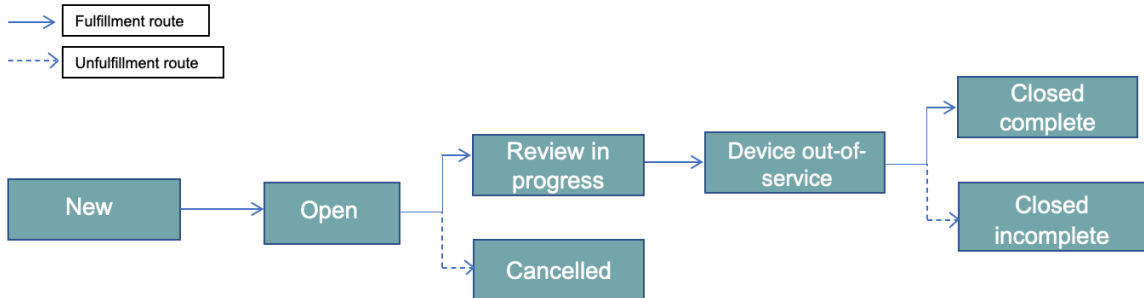 Fulfillment route
Unfulfillment route
New
Open
Review in
progress
Cancelled
Device out-of-
service
Closed
complete
Closed
incomplete